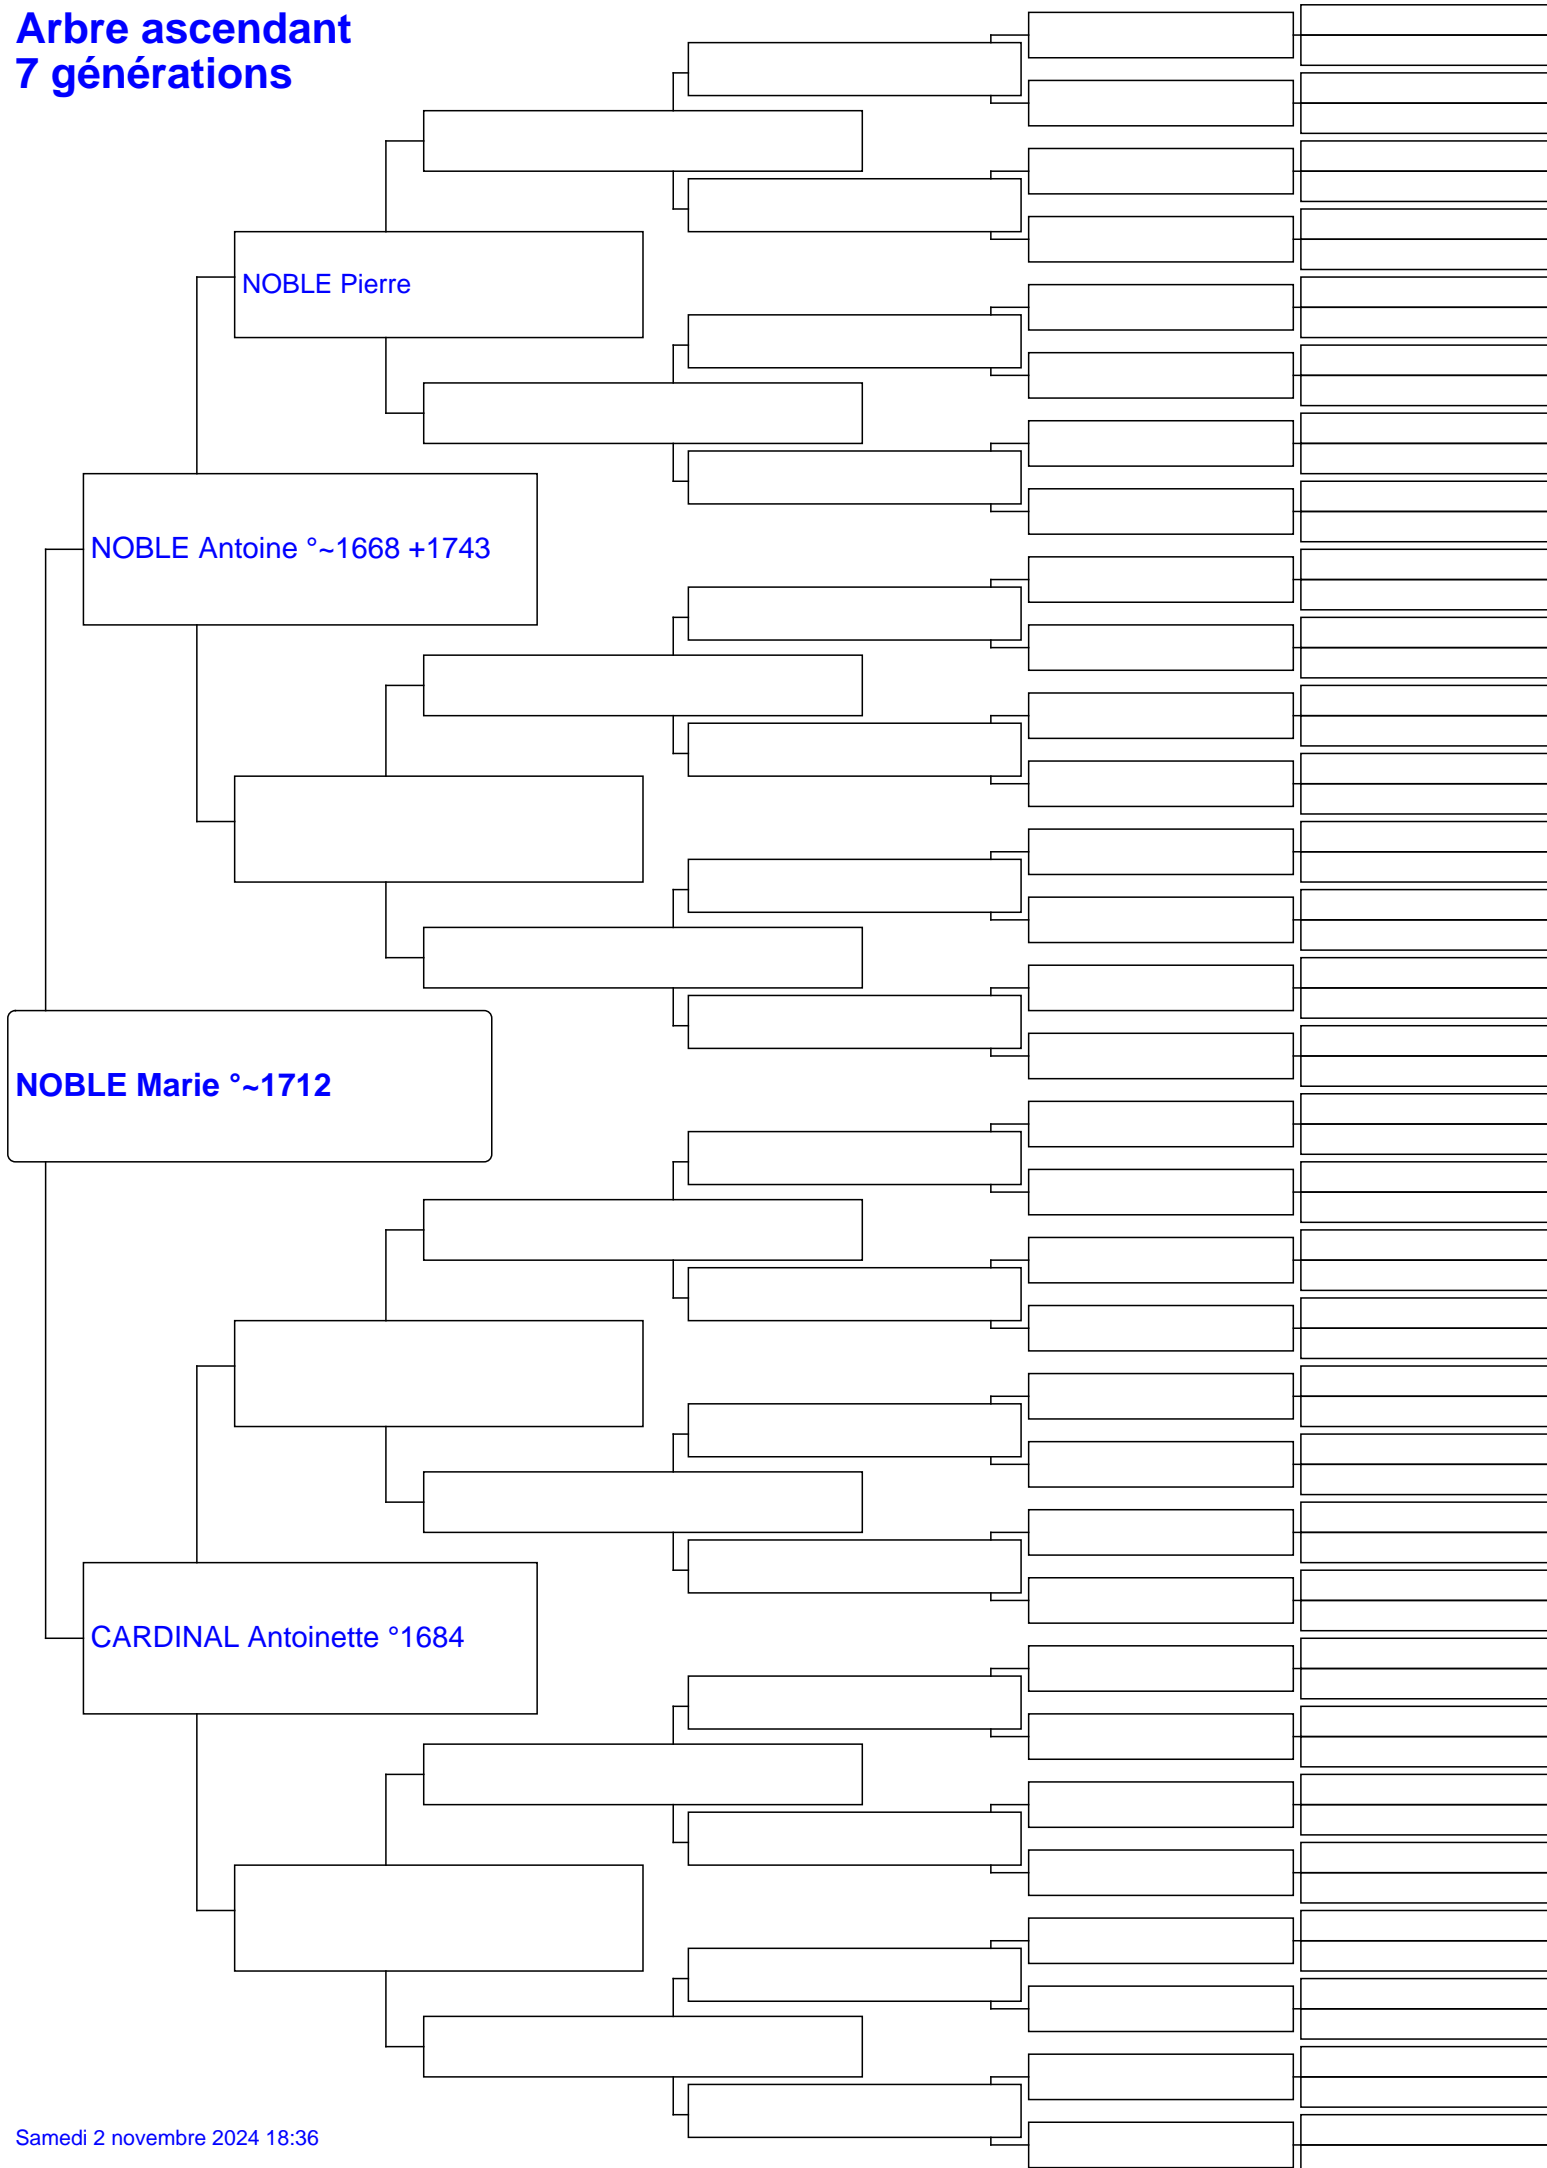 Arbre ascendant
7 générations
NOBLE Pierre
NOBLE Antoine °~1668 +1743
NOBLE Marie °~1712
CARDINAL Antoinette °1684
Samedi 2 novembre 2024 18:36